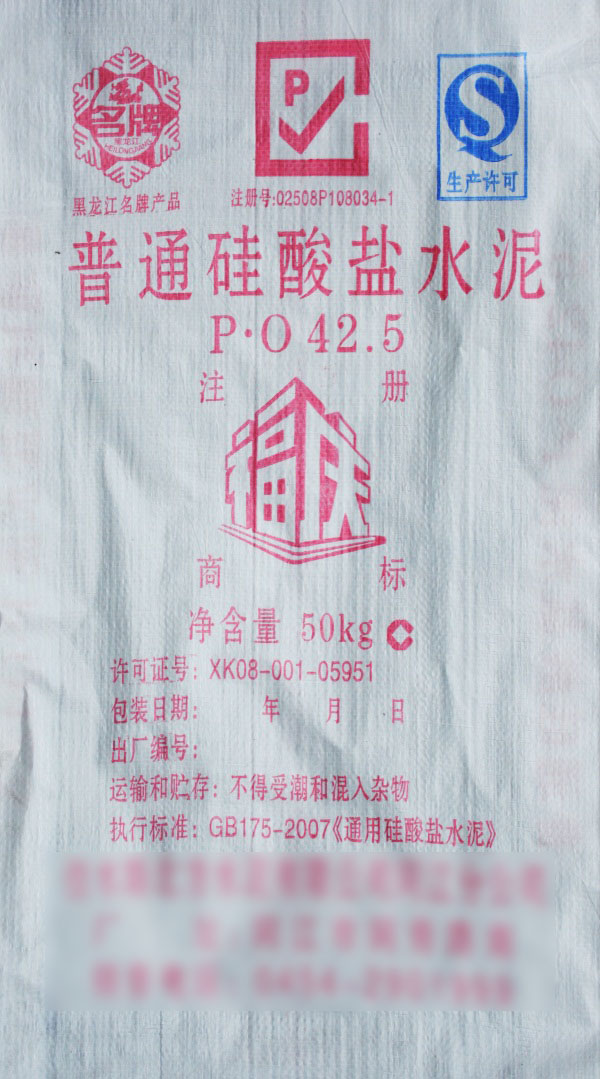 名牌
黑龙江
HEILONGJIANG
黑龙江名牌产品
P
注册号:02508P108034-1
S
生产许可
普通硅酸盐水泥
P·O 42.5
注 册
福庆
商 标
净含量 50kg C
许可证号: XK08-001-05951
包装日期: 年 月 日
出厂编号:
运输和贮存: 不得受潮和混入杂物
执行标准: GB175-2007《通用硅酸盐水泥》